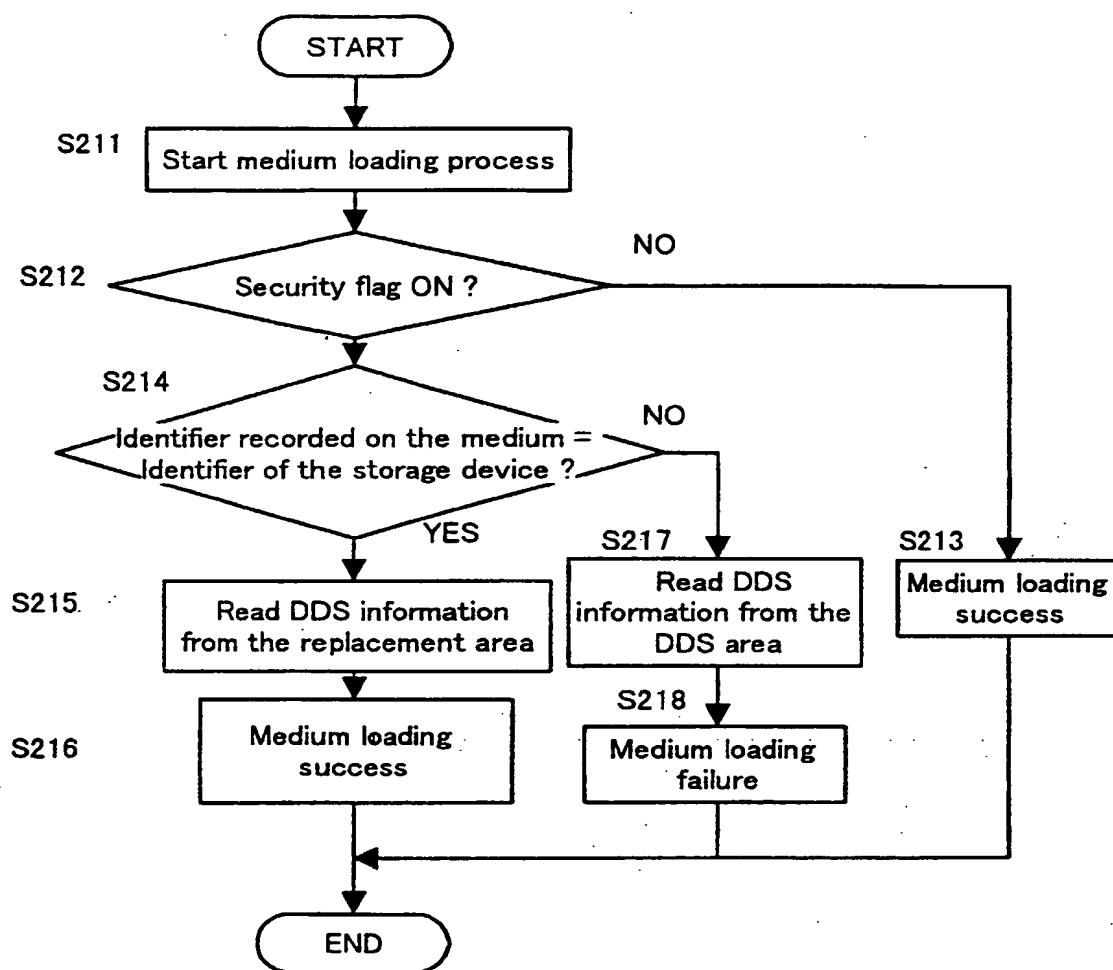 START
S211
Start medium loading process
NO
S212
Security flag ON ?
S214
NO
Identifier recorded on the medium =
Identifier of the storage device ?
YES
S217
S213
S215
Read DDS information
from the replacement area
Read DDS
information from the
DDS area
Medium loading
success
S218
S216
Medium loading
success
Medium loading
failure
END